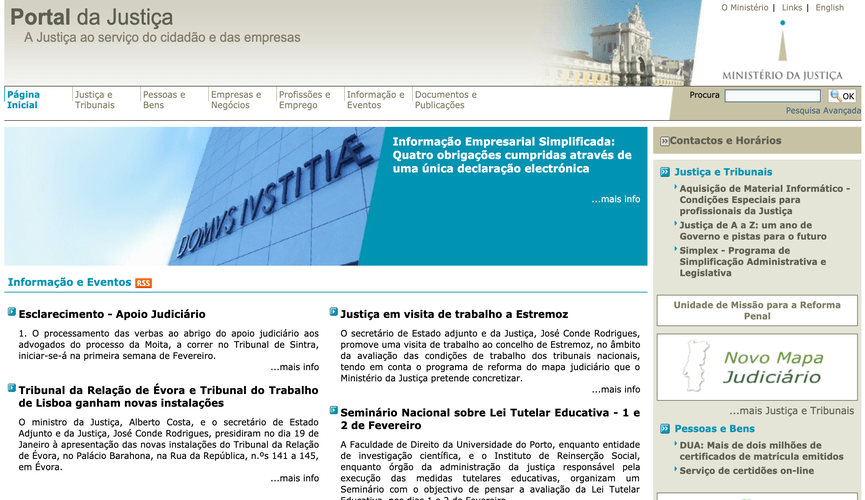 Portal da Justiça
A Justiça ao serviço do cidadão e das empresas
O Ministério | Links | English
MINISTÉRIO DA JUSTIÇA
Página Inicial
Justiça e Tribunais
Pessoas e Bens
Empresas e Negócios
Profissões e Emprego
Informação e Eventos
Documentos e Publicações
Procura
OK
Pesquisa Avançada
DOMVS IVSTITIÆ
Informação Empresarial Simplificada:
Quatro obrigações cumpridas através de
uma única declaração electrónica
...mais info
Informação e Eventos RSS
Esclarecimento - Apoio Judiciário
1. O processamento das verbas ao abrigo do apoio judiciário aos
advogados do processo da Moita, a correr no Tribunal de Sintra,
iniciar-se-á na primeira semana de Fevereiro.
...mais info
Tribunal da Relação de Évora e Tribunal do Trabalho
de Lisboa ganham novas instalações
O ministro da Justiça, Alberto Costa, e o secretário de Estado
Adjunto e da Justiça, José Conde Rodrigues, presidiram no dia 19 de
Janeiro à apresentação das novas instalações do Tribunal da Relação
de Évora, no Palácio Barahona, na Rua da República, n.ºs 141 a 145,
em Évora.
...mais info
Justiça em visita de trabalho a Estremoz
O secretário de Estado adjunto e da Justiça, José Conde Rodrigues,
promove uma visita de trabalho ao concelho de Estremoz, no âmbito
da avaliação das condições de trabalho dos tribunais nacionais,
tendo em conta o programa de reforma do mapa judiciário que o
Ministério da Justiça pretende concretizar.
...mais info
Seminário Nacional sobre Lei Tutelar Educativa - 1 e
2 de Fevereiro
A Faculdade de Direito da Universidade do Porto, enquanto entidade
de investigação científica, e o Instituto de Reinserção Social,
enquanto órgão da administração da justiça responsável pela
execução das medidas tutelares educativas, organizam um
Seminário com o objectivo de pensar a avaliação da Lei Tutelar
Educativa, nos dias 1 e 2 de Fevereiro.
Contactos e Horários
Justiça e Tribunais
Aquisição de Material Informático -
Condições Especiais para
profissionais da Justiça
Justiça de A a Z: um ano de
Governo e pistas para o futuro
Simplex - Programa de
Simplificação Administrativa e
Legislativa
Unidade de Missão para a Reforma
Penal
Novo Mapa
Judiciário
...mais Justiça e Tribunais
Pessoas e Bens
DUA: Mais de dois milhões de
certificados de matrícula emitidos
Serviço de certidões on-line